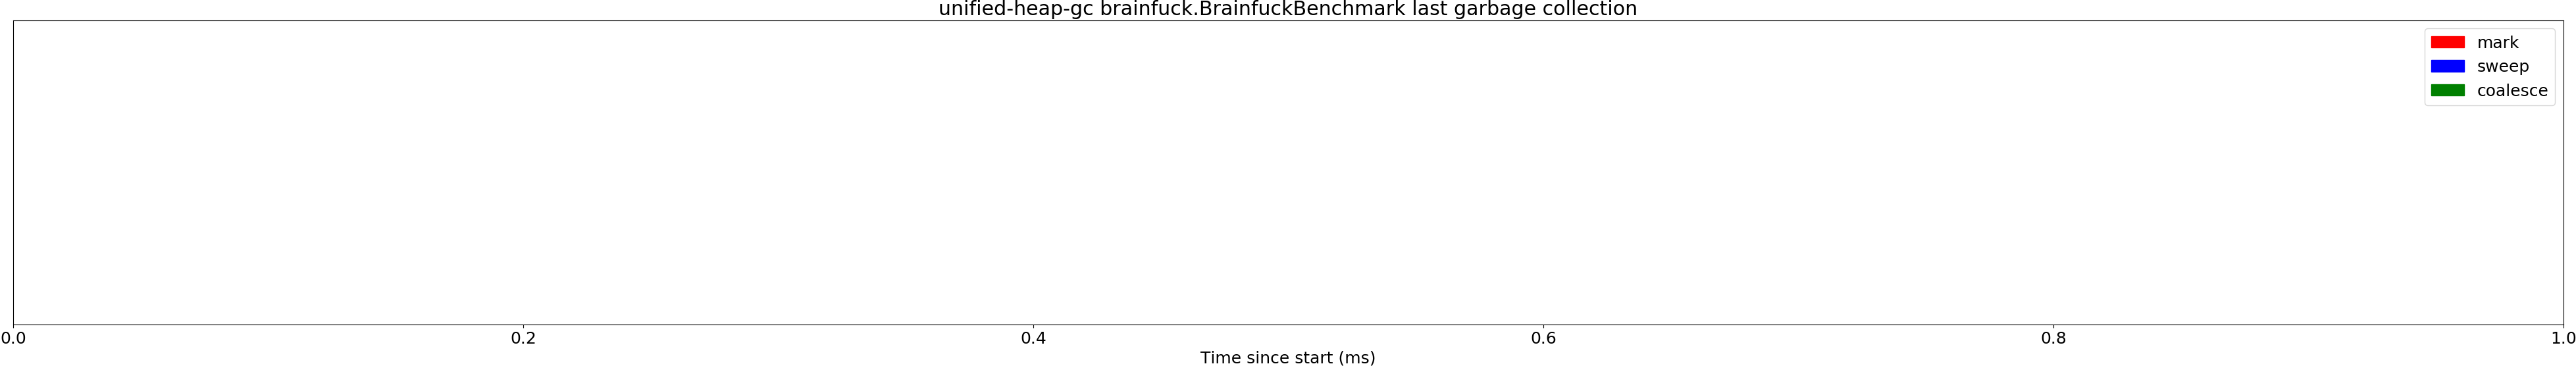 unified-heap-gc brainfuck.BrainfuckBenchmark last garbage collection
mark
sweep
coalesce
0.0 0.2 0.4 0.6 0.8 1.0
Time since start (ms)